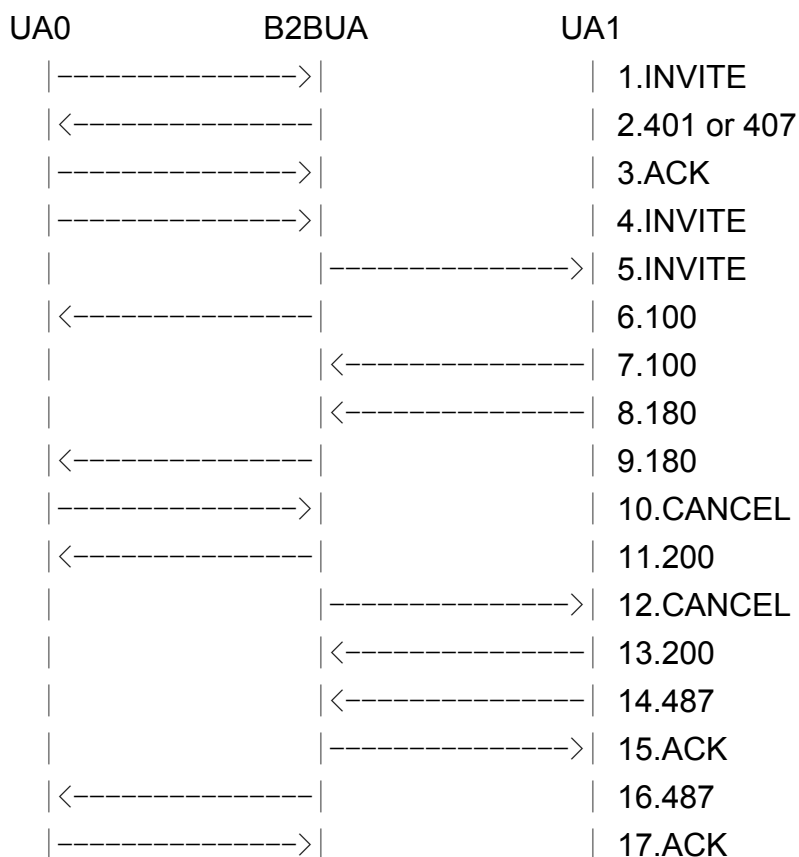 UA0 B2BUA UA1
1.INVITE
2.401 or 407
3.ACK
4.INVITE
5.INVITE
6.100
7.100
8.180
9.180
10.CANCEL
11.200
12.CANCEL
13.200
14.487
15.ACK
16.487
17.ACK